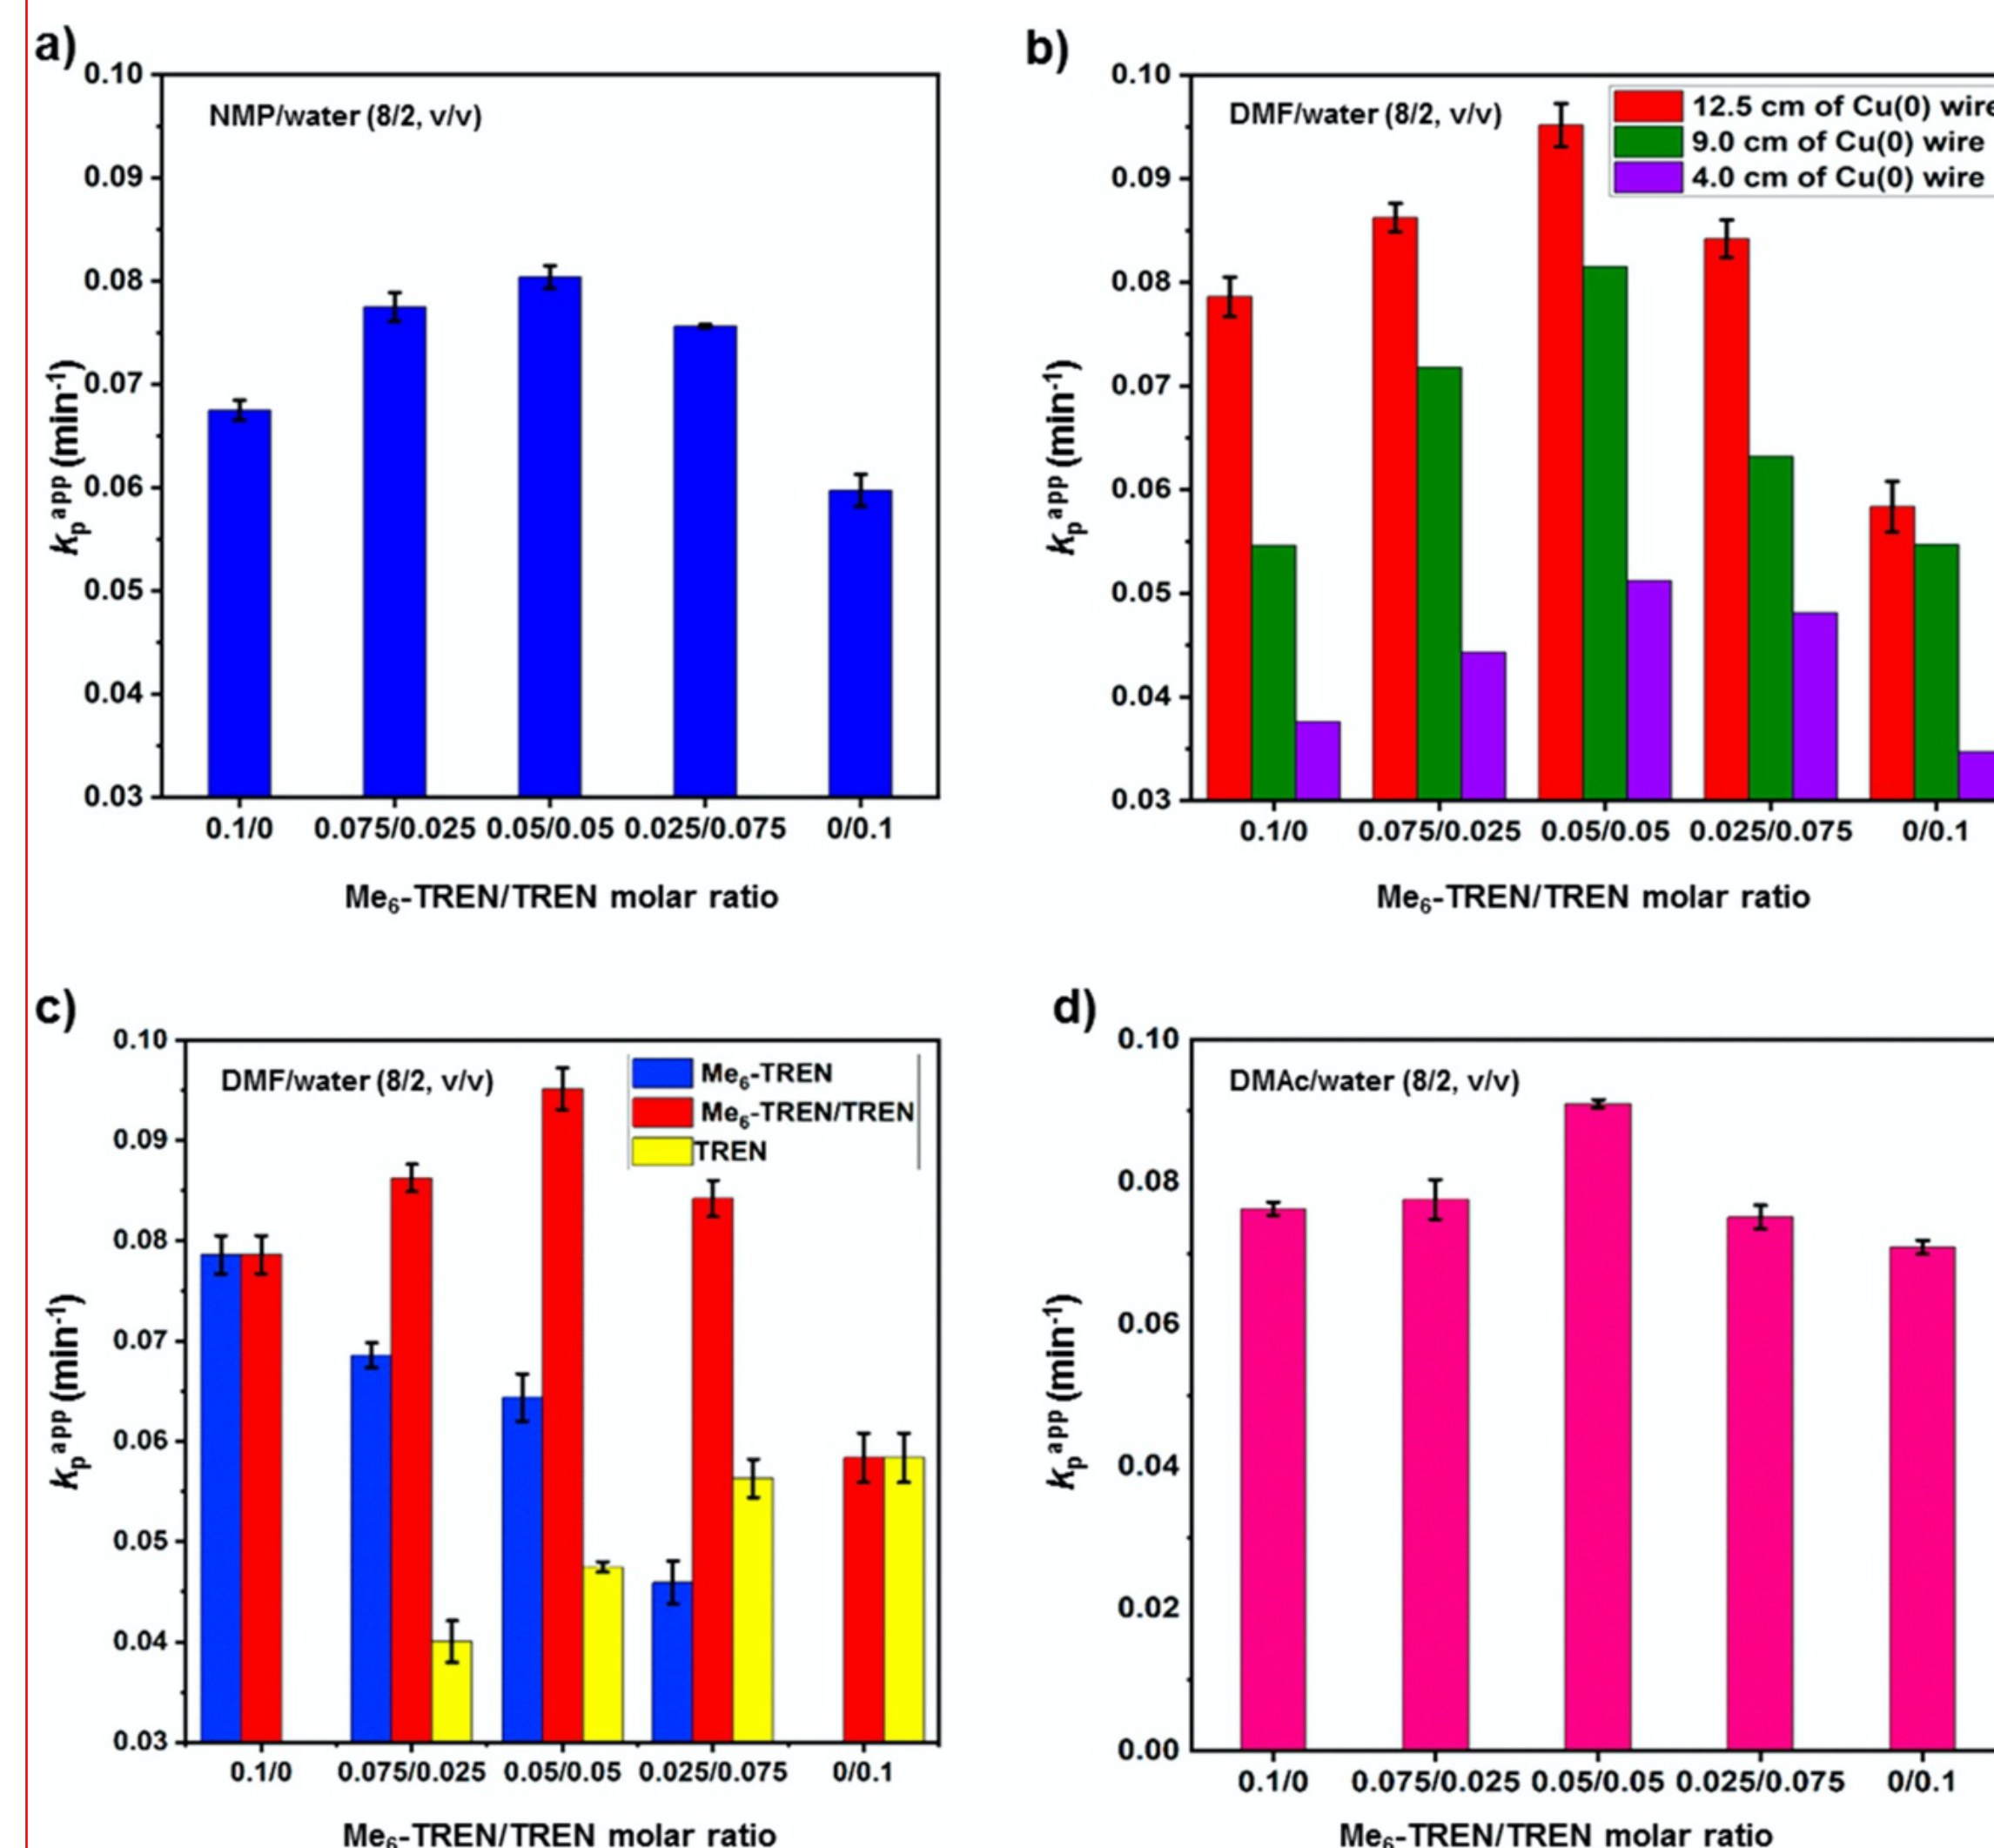 a)
0.10
NMP/water (8/2, v/v)
0.09
0.08
0.07
0.06
0.05
0.04
0.03
kpapp (min-1)
0.1/0 0.075/0.025 0.05/0.05 0.025/0.075 0/0.1
Me6-TREN/TREN molar ratio
b)
0.10
DMF/water (8/2, v/v)
12.5 cm of Cu(0) wire
9.0 cm of Cu(0) wire
4.0 cm of Cu(0) wire
0.09
0.08
0.07
0.06
0.05
0.04
0.03
kpapp (min-1)
0.1/0 0.075/0.025 0.05/0.05 0.025/0.075 0/0.1
Me6-TREN/TREN molar ratio
c)
0.10
DMF/water (8/2, v/v)
Me6-TREN
Me6-TREN/TREN
TREN
0.09
0.08
0.07
0.06
0.05
0.04
0.03
kpapp (min-1)
0.1/0 0.075/0.025 0.05/0.05 0.025/0.075 0/0.1
Me6-TREN/TREN molar ratio
d)
0.10
DMAc/water (8/2, v/v)
0.08
0.06
0.04
0.02
0.00
kpapp (min-1)
0.1/0 0.075/0.025 0.05/0.05 0.025/0.075 0/0.1
Me6-TREN/TREN molar ratio